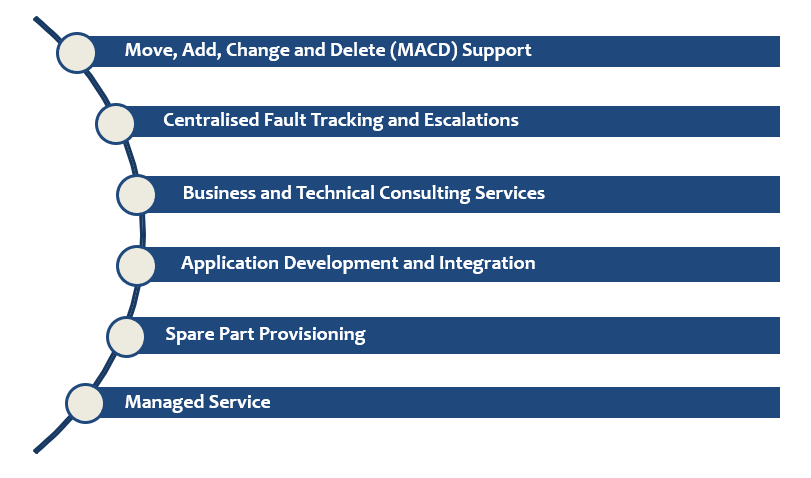 Move, Add, Change and Delete (MACD) Support
Centralised Fault Tracking and Escalations
Business and Technical Consulting Services
Application Development and Integration
Spare Part Provisioning
Managed Service